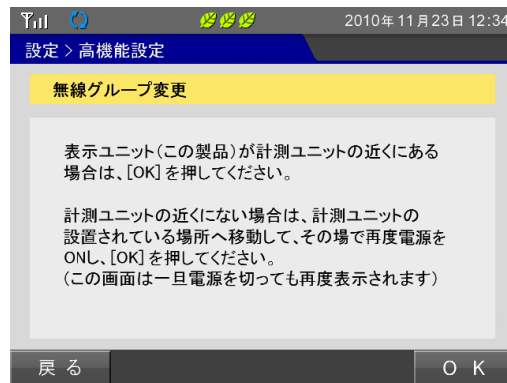 2010年11月23日 12:34
設定 > 高機能設定
無線グループ変更
表示ユニット(この製品)が計測ユニットの近くにある
場合は、[OK]を押してください。
計測ユニットの近くにない場合は、計測ユニットの
設置されている場所へ移動して、その場で再度電源を
ONし、[OK]を押してください。
(この画面は一旦電源を切っても再度表示されます)
戻る
OK